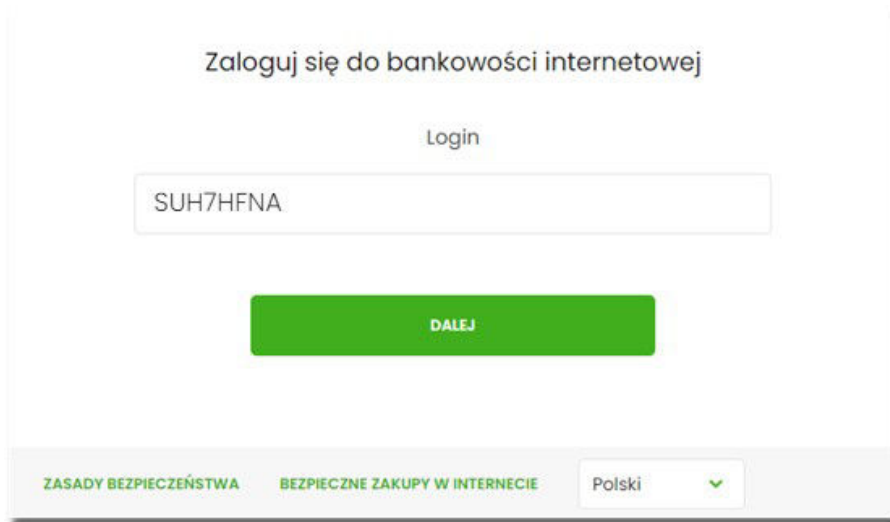 Zaloguj się do bankowości internetowej
Login
SUH7HFNA
DALEJ
ZASADY BEZPIECZEŃSTWA BEZPIECZNE ZAKUPY W INTERNECIE Polski